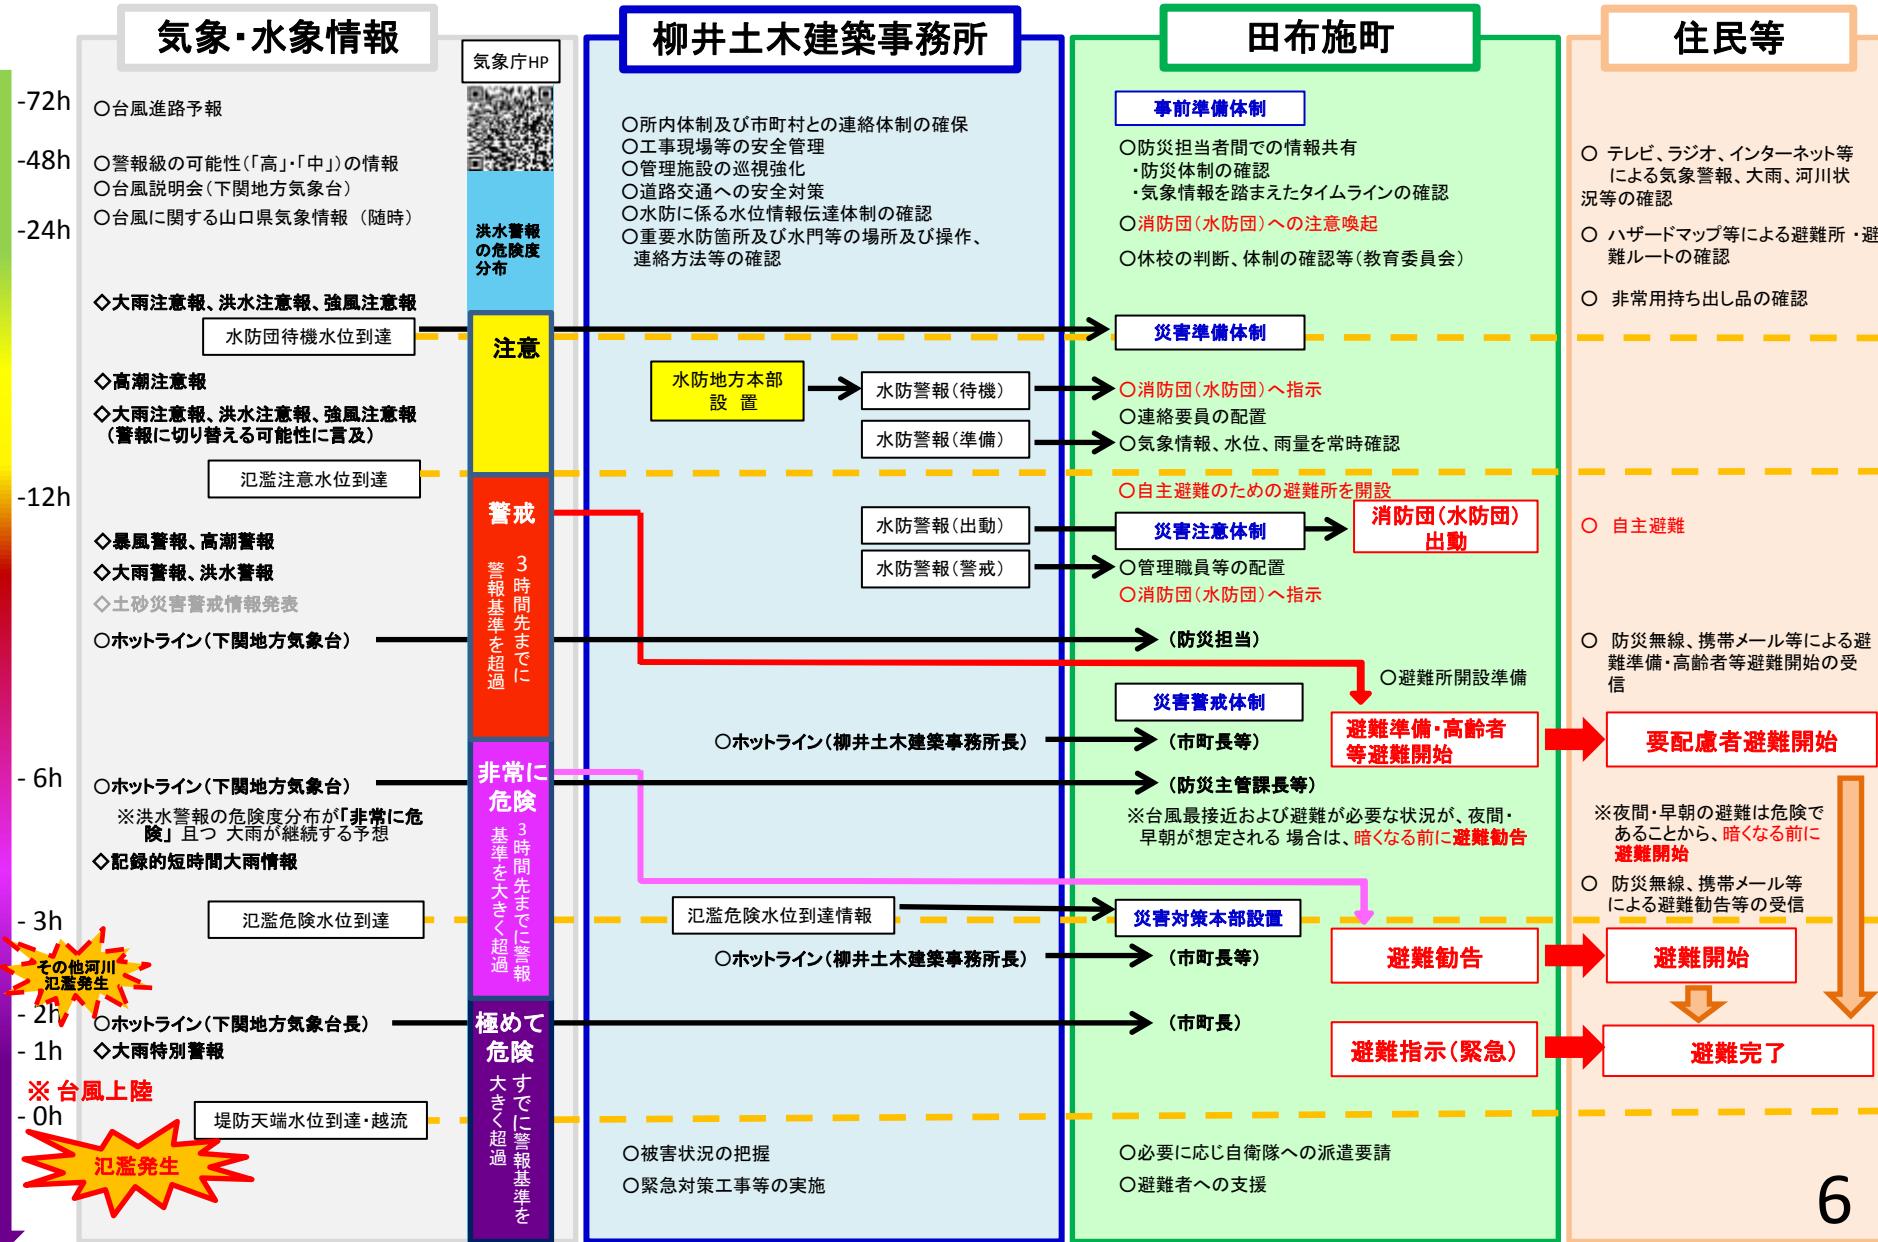 気象・水象情報
気象庁HP
-72h
-48h
-24h
-12h
- 6h
- 3h
- 2h
- 1h
- 0h
○台風進路予報
○警報級の可能性(「高」・「中」)の情報
○台風説明会(下関地方気象台)
○台風に関する山口県気象情報 (随時)
◇大雨注意報、洪水注意報、強風注意報
水防団待機水位到達
◇高潮注意報
◇大雨注意報、洪水注意報、強風注意報
(警報に切り替える可能性に言及)
氾濫注意水位到達
◇暴風警報、高潮警報
◇大雨警報、洪水警報
◇土砂災害警戒情報発表
○ホットライン(下関地方気象台)
○ホットライン(下関地方気象台)
※洪水警報の危険度分布が「非常に危
険」且つ 大雨が継続する予想
◇記録的短時間大雨情報
氾濫危険水位到達
その他河川
氾濫発生
○ホットライン(下関地方気象台長)
◇大雨特別警報
※ 台風上陸
堤防天端水位到達・越流
氾濫発生
洪水警報
の危険度
分布
注意
警戒
3時間先までに
警報基準を超過
非常に
危険
3時間先までに警報
基準を大きく超過
極めて
危険
すでに警報基準を
大きく超過
柳井土木建築事務所
○所内体制及び市町村との連絡体制の確保
○工事現場等の安全管理
○管理施設の巡視強化
○道路交通への安全対策
○水防に係る水位情報伝達体制の確認
○重要水防箇所及び水門等の場所及び操作、
連絡方法等の確認
水防地方本部
設 置
水防警報(待機)
水防警報(準備)
水防警報(出動)
水防警報(警戒)
○ホットライン(柳井土木建築事務所長)
氾濫危険水位到達情報
○ホットライン(柳井土木建築事務所長)
○被害状況の把握
○緊急対策工事等の実施
田布施町
事前準備体制
○防災担当者間での情報共有
・防災体制の確認
・気象情報を踏まえたタイムラインの確認
○消防団(水防団)への注意喚起
○休校の判断、体制の確認等(教育委員会)
災害準備体制
○消防団(水防団)へ指示
○連絡要員の配置
○気象情報、水位、雨量を常時確認
○自主避難のための避難所を開設
災害注意体制
消防団(水防団)
出動
○管理職員等の配置
○消防団(水防団)へ指示
(防災担当)
○避難所開設準備
災害警戒体制
(市町長等)
避難準備・高齢者
等避難開始
(防災主管課長等)
※台風最接近および避難が必要な状況が、夜間・
早朝が想定される 場合は、暗くなる前に避難勧告
災害対策本部設置
(市町長等)
避難勧告
(市町長)
避難指示(緊急)
○必要に応じ自衛隊への派遣要請
○避難者への支援
住民等
○ テレビ、ラジオ、インターネット等
による気象警報、大雨、河川状
況等の確認
○ ハザードマップ等による避難所 ・避
難ルートの確認
○ 非常用持ち出し品の確認
○ 自主避難
○ 防災無線、携帯メール等による避
難準備・高齢者等避難開始の受
信
要配慮者避難開始
※夜間・早朝の避難は危険で
あることから、暗くなる前に
避難開始
○ 防災無線、携帯メール等
による避難勧告等の受信
避難開始
避難完了
6